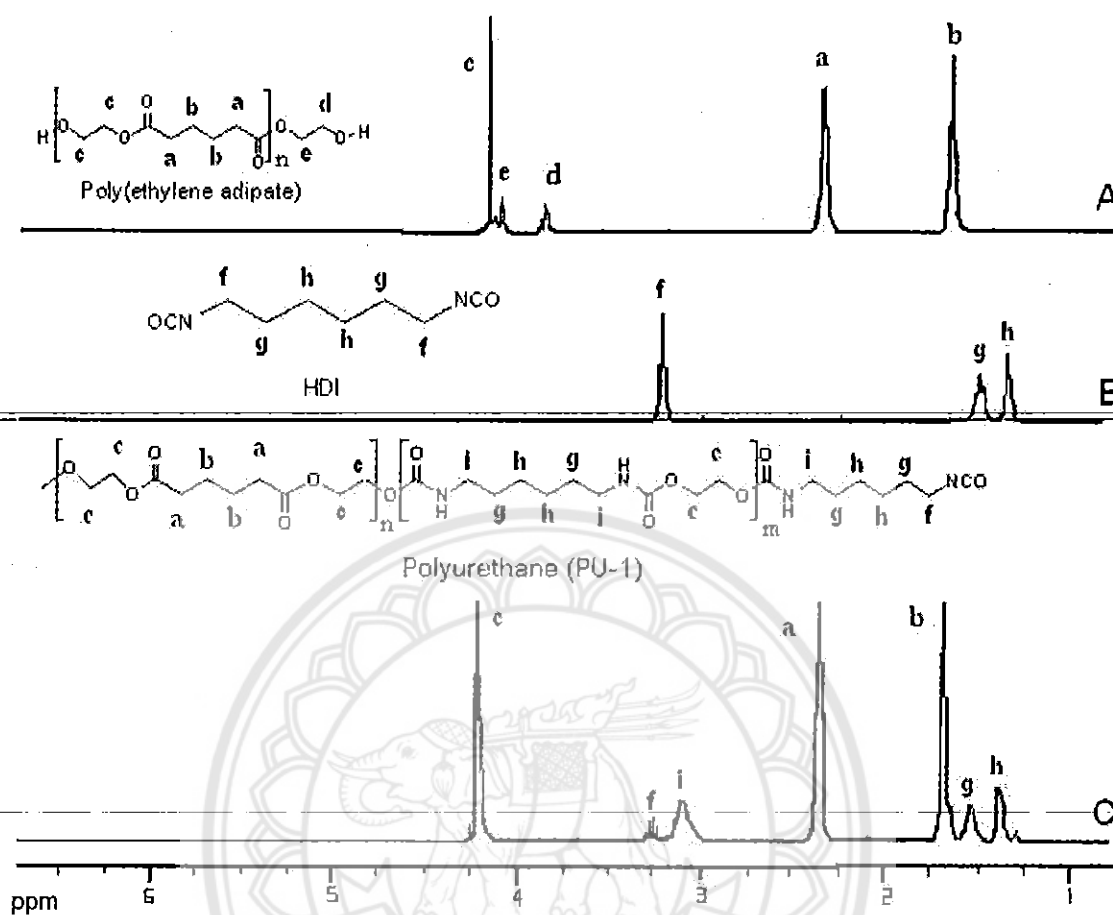 c
a
b
c b a d
O
H O O O O-H
O n
c a b e
e
d
Poly(ethylene adipate)
A
f h g
NCO
OCN
g h f
f
g
h
HDI
B
c b a c O i h g H c O i h g
O O O O O N O O N NCO
O N H O H
c a b O c n g h i c m g h f
Polyurethane (PU-1)
c
a
b
f
i
g
h
C
6 5 4 3 2 1
ppm